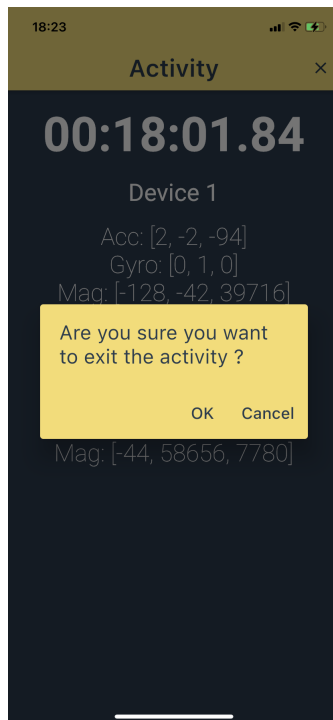 18:23
Activity ×
00:18:01.84
Device 1
Acc: [2, -2, -94]
Gyro: [0, 1, 0]
Mag: [-128, -42, 39716]
Are you sure you want
to exit the activity ?
OK Cancel
Mag: [-44, 58656, 7780]